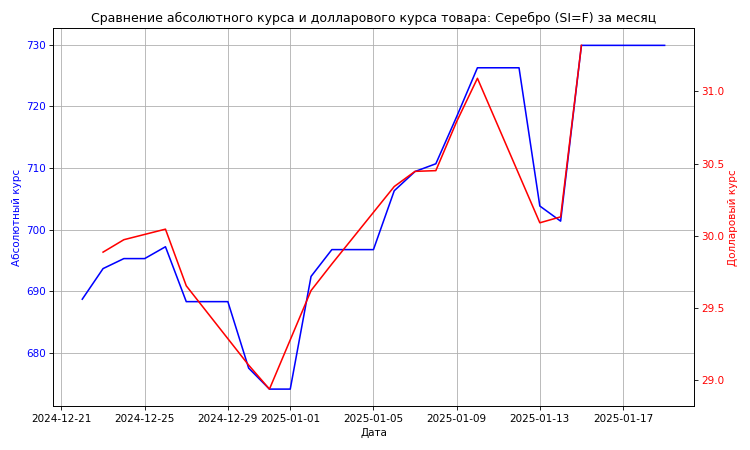 Сравнение абсолютного курса и долларового курса товара: Серебро (SI=F) за месяц
730
720
710
700
690
680
Абсолютный курс
31.0
30.5
30.0
29.5
29.0
Долларовый курс
2024-12-21 2024-12-25 2024-12-29 2025-01-01 2025-01-05 2025-01-09 2025-01-13 2025-01-17
Дата